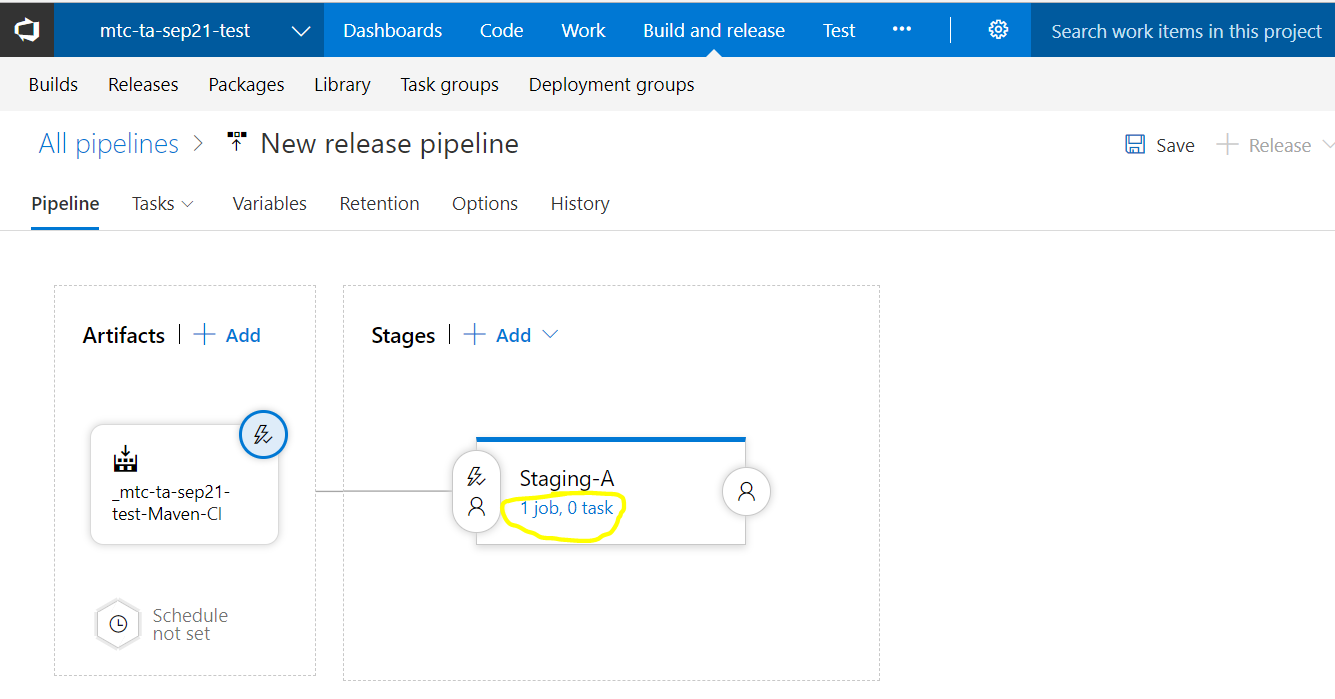 mtc-ta-sep21-test Dashboards Code Work Build and release Test ••• Search work items in this project
Builds Releases Packages Library Task groups Deployment groups
All pipelines > New release pipeline Save + Release
Pipeline Tasks Variables Retention Options History
Artifacts | + Add Stages | + Add
_mtc-ta-sep21-
test-Maven-CI
Staging-A
1 job, 0 task
Schedule
not set